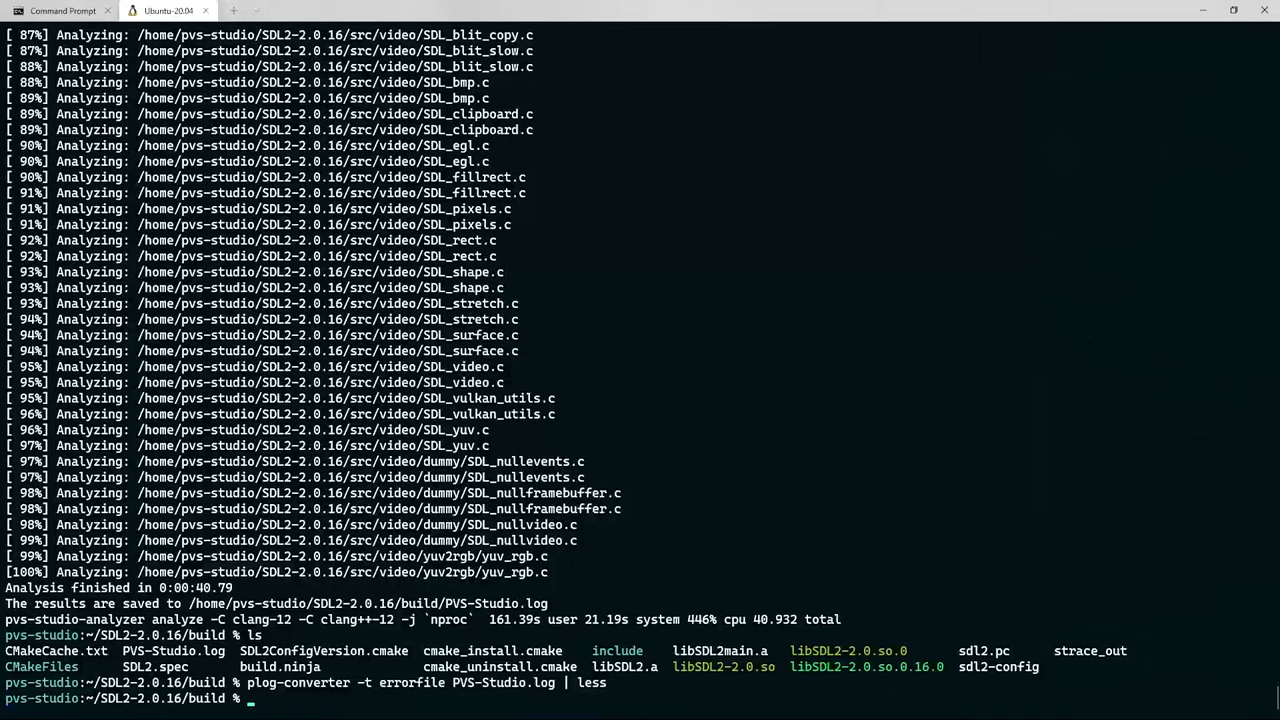 Command Prompt
Ubuntu-20.04
[ 87%] Analyzing: /home/pvs-studio/SDL2-2.0.16/src/video/SDL_blit_copy.c
[ 87%] Analyzing: /home/pvs-studio/SDL2-2.0.16/src/video/SDL_blit_slow.c
[ 88%] Analyzing: /home/pvs-studio/SDL2-2.0.16/src/video/SDL_blit_slow.c
[ 88%] Analyzing: /home/pvs-studio/SDL2-2.0.16/src/video/SDL_bmp.c
[ 89%] Analyzing: /home/pvs-studio/SDL2-2.0.16/src/video/SDL_bmp.c
[ 89%] Analyzing: /home/pvs-studio/SDL2-2.0.16/src/video/SDL_clipboard.c
[ 89%] Analyzing: /home/pvs-studio/SDL2-2.0.16/src/video/SDL_clipboard.c
[ 90%] Analyzing: /home/pvs-studio/SDL2-2.0.16/src/video/SDL_egl.c
[ 90%] Analyzing: /home/pvs-studio/SDL2-2.0.16/src/video/SDL_egl.c
[ 90%] Analyzing: /home/pvs-studio/SDL2-2.0.16/src/video/SDL_fillrect.c
[ 91%] Analyzing: /home/pvs-studio/SDL2-2.0.16/src/video/SDL_fillrect.c
[ 91%] Analyzing: /home/pvs-studio/SDL2-2.0.16/src/video/SDL_pixels.c
[ 91%] Analyzing: /home/pvs-studio/SDL2-2.0.16/src/video/SDL_pixels.c
[ 92%] Analyzing: /home/pvs-studio/SDL2-2.0.16/src/video/SDL_rect.c
[ 92%] Analyzing: /home/pvs-studio/SDL2-2.0.16/src/video/SDL_rect.c
[ 93%] Analyzing: /home/pvs-studio/SDL2-2.0.16/src/video/SDL_shape.c
[ 93%] Analyzing: /home/pvs-studio/SDL2-2.0.16/src/video/SDL_shape.c
[ 93%] Analyzing: /home/pvs-studio/SDL2-2.0.16/src/video/SDL_stretch.c
[ 94%] Analyzing: /home/pvs-studio/SDL2-2.0.16/src/video/SDL_stretch.c
[ 94%] Analyzing: /home/pvs-studio/SDL2-2.0.16/src/video/SDL_surface.c
[ 94%] Analyzing: /home/pvs-studio/SDL2-2.0.16/src/video/SDL_surface.c
[ 95%] Analyzing: /home/pvs-studio/SDL2-2.0.16/src/video/SDL_video.c
[ 95%] Analyzing: /home/pvs-studio/SDL2-2.0.16/src/video/SDL_video.c
[ 95%] Analyzing: /home/pvs-studio/SDL2-2.0.16/src/video/SDL_vulkan_utils.c
[ 96%] Analyzing: /home/pvs-studio/SDL2-2.0.16/src/video/SDL_vulkan_utils.c
[ 96%] Analyzing: /home/pvs-studio/SDL2-2.0.16/src/video/SDL_yuv.c
[ 97%] Analyzing: /home/pvs-studio/SDL2-2.0.16/src/video/SDL_yuv.c
[ 97%] Analyzing: /home/pvs-studio/SDL2-2.0.16/src/video/dummy/SDL_nullevents.c
[ 97%] Analyzing: /home/pvs-studio/SDL2-2.0.16/src/video/dummy/SDL_nullevents.c
[ 98%] Analyzing: /home/pvs-studio/SDL2-2.0.16/src/video/dummy/SDL_nullframebuffer.c
[ 98%] Analyzing: /home/pvs-studio/SDL2-2.0.16/src/video/dummy/SDL_nullframebuffer.c
[ 98%] Analyzing: /home/pvs-studio/SDL2-2.0.16/src/video/dummy/SDL_nullvideo.c
[ 99%] Analyzing: /home/pvs-studio/SDL2-2.0.16/src/video/dummy/SDL_nullvideo.c
[ 99%] Analyzing: /home/pvs-studio/SDL2-2.0.16/src/video/yuv2rgb/yuv_rgb.c
[100%] Analyzing: /home/pvs-studio/SDL2-2.0.16/src/video/yuv2rgb/yuv_rgb.c
Analysis finished in 0:00:40.79
The results are saved to /home/pvs-studio/SDL2-2.0.16/build/PVS-Studio.log
pvs-studio-analyzer analyze -C clang-12 -C clang++-12 -j `nproc`  161.39s user 21.19s system 446% cpu 40.932 total
pvs-studio:~/SDL2-2.0.16/build % ls
CMakeCache.txt  PVS-Studio.log  SDL2ConfigVersion.cmake  cmake_install.cmake  include  libSDL2main.a  libSDL2-2.0.so.0  sdl2.pc  strace_out
CMakeFiles  SDL2.spec  build.ninja  cmake_uninstall.cmake  libSDL2.a  libSDL2-2.0.so  libSDL2-2.0.so.0.16.0  sdl2-config
pvs-studio:~/SDL2-2.0.16/build % plog-converter -t errorfile PVS-Studio.log | less
pvs-studio:~/SDL2-2.0.16/build %